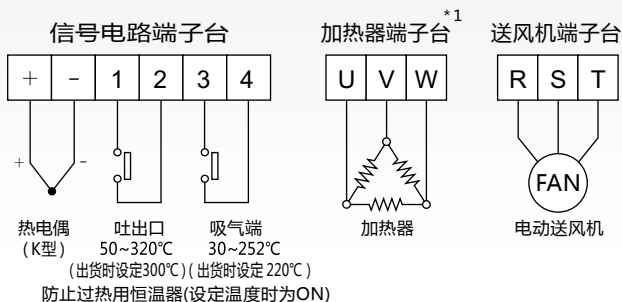 信号电路端子台
加热器端子台*1
送风机端子台
+ - 1 2 3 4
U V W
R S T
+ -
FAN
热电偶
(K型)
吐出口
50~320℃
(出货时设定300℃)
吸气端
30~252℃
(出货时设定 220℃)
加热器
电动送风机
防止过热用恒温器(设定温度时为ON)